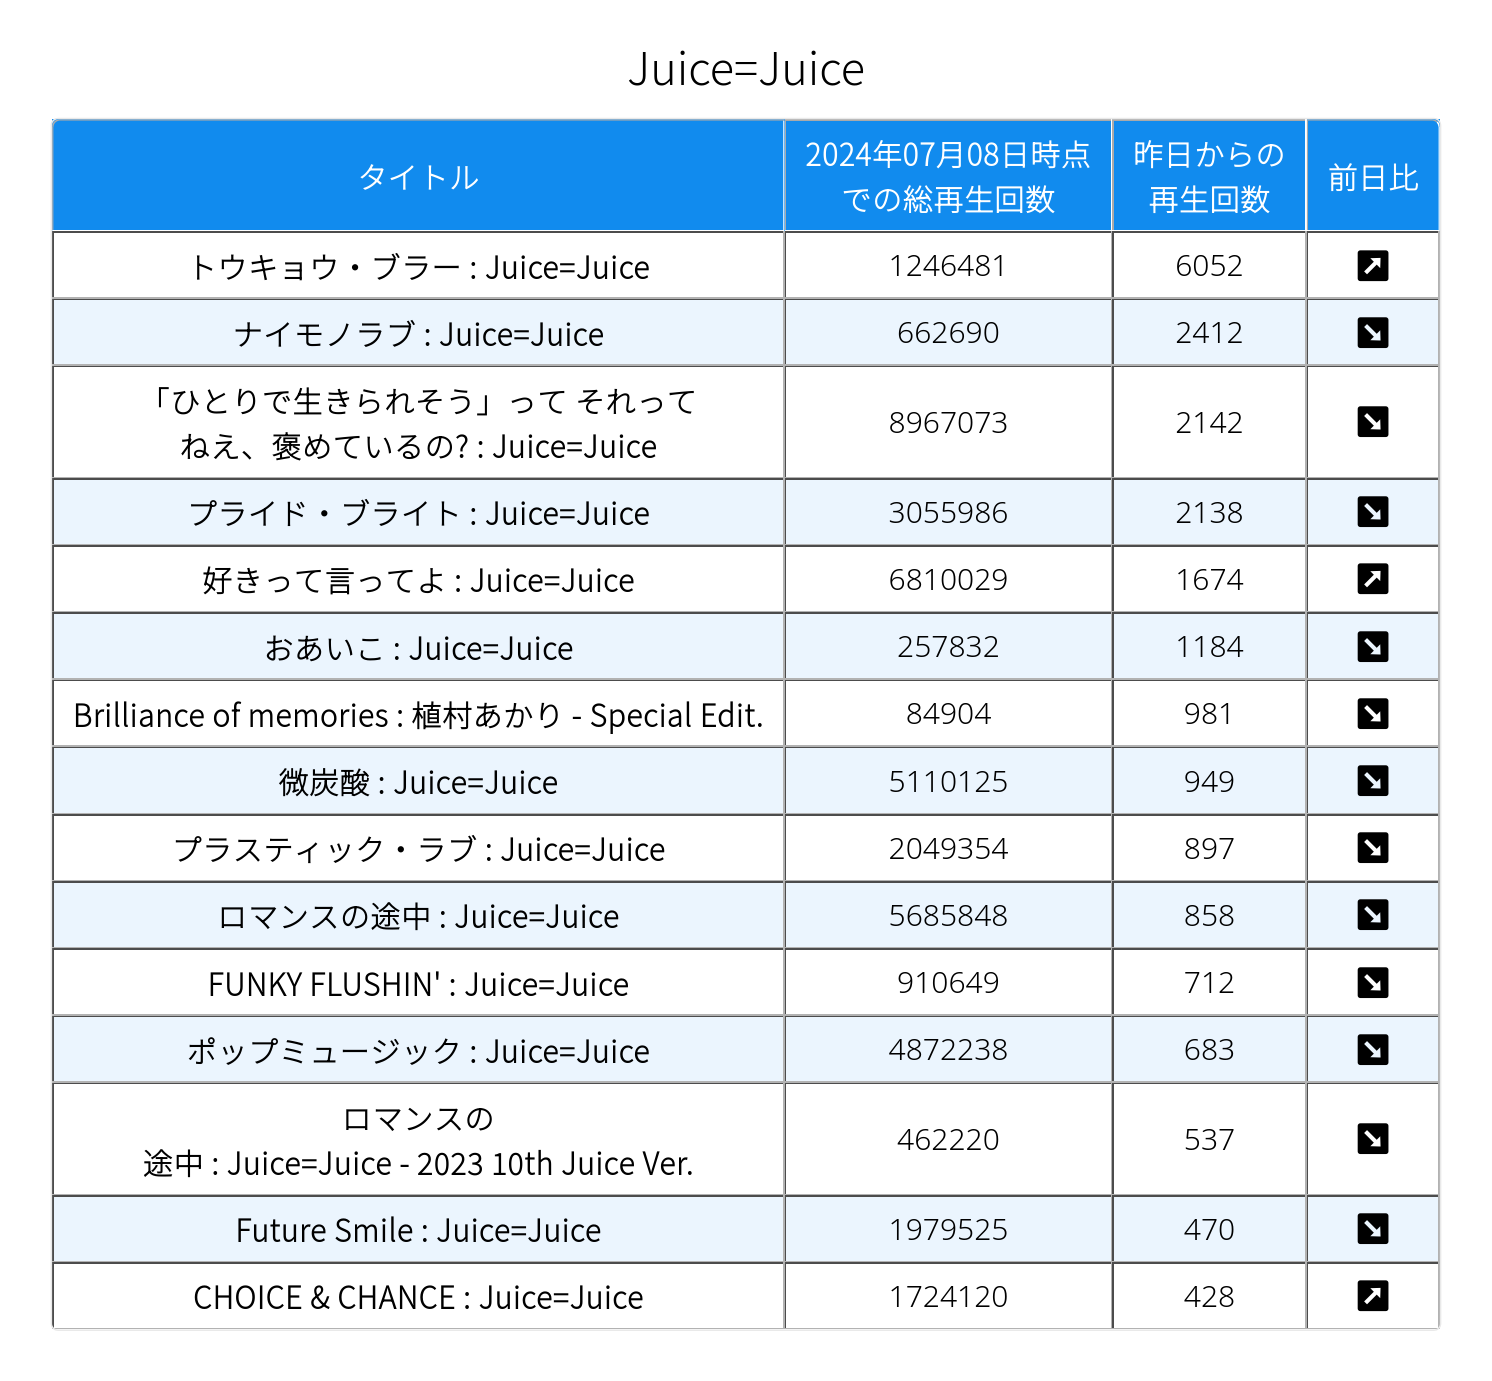 Juice=Juice
タイトル
2024年07月08日時点
での総再生回数
昨日からの
再生回数
前日比
トウキョウ・ブラー : Juice=Juice 1246481 6052 ↗
ナイモノラブ : Juice=Juice 662690 2412 ↘
「ひとりで生きられそう」って それって
ねえ、褒めているの? : Juice=Juice 8967073 2142 ↘
プライド・ブライト : Juice=Juice 3055986 2138 ↘
好きって言ってよ : Juice=Juice 6810029 1674 ↗
おあいこ : Juice=Juice 257832 1184 ↘
Brilliance of memories : 植村あかり - Special Edit. 84904 981 ↘
微炭酸 : Juice=Juice 5110125 949 ↘
プラスティック・ラブ : Juice=Juice 2049354 897 ↘
ロマンスの途中 : Juice=Juice 5685848 858 ↘
FUNKY FLUSHIN' : Juice=Juice 910649 712 ↘
ポップミュージック : Juice=Juice 4872238 683 ↘
ロマンスの
途中 : Juice=Juice - 2023 10th Juice Ver. 462220 537 ↘
Future Smile : Juice=Juice 1979525 470 ↘
CHOICE & CHANCE : Juice=Juice 1724120 428 ↗